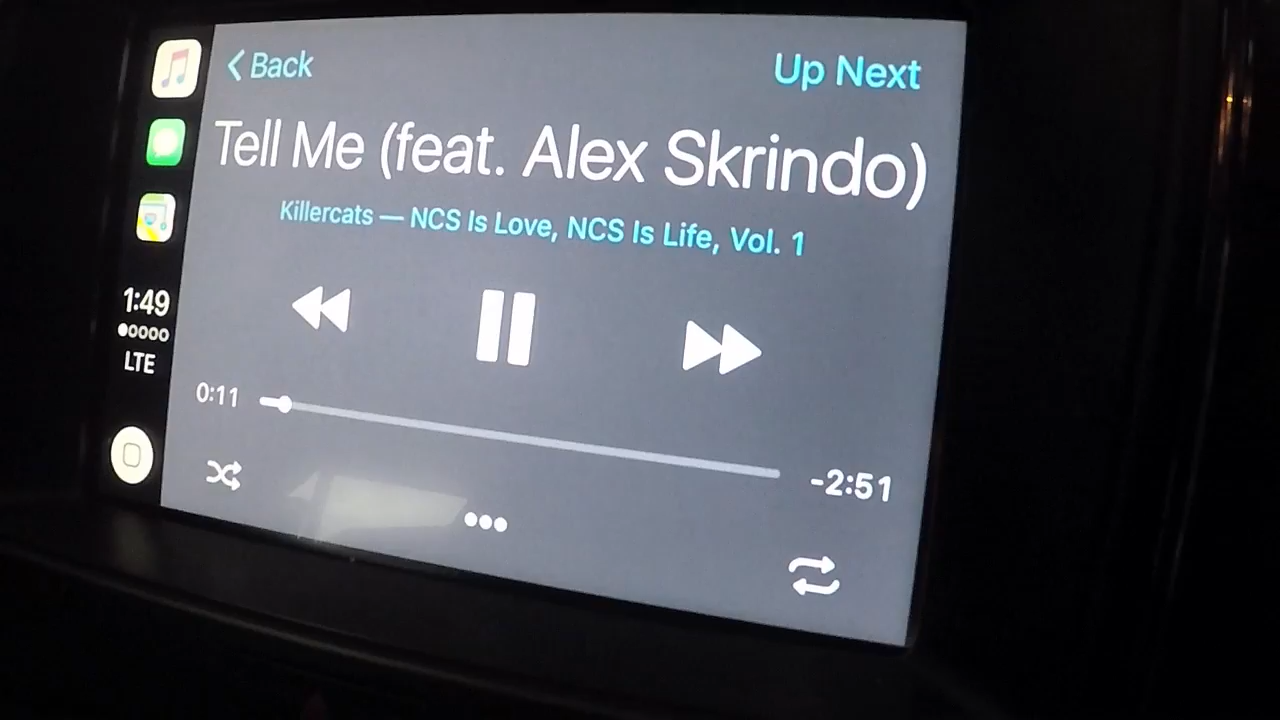 Back
Up Next
Tell Me (feat. Alex Skrindo)
Killercats — NCS Is Love, NCS Is Life, Vol. 1
1:49
LTE
0:11
-2:51